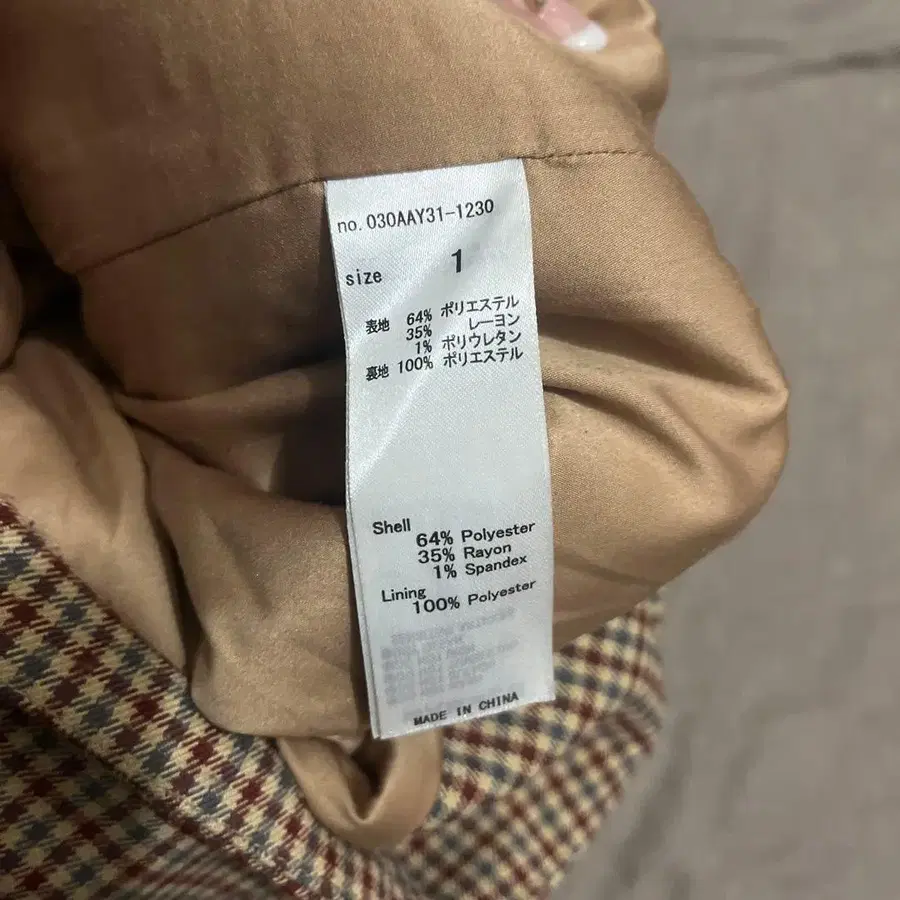 no.030AAY31-1230
size 1
表地 64% ポリエステル
35% レーヨン
1% ポリウレタン
裏地 100% ポリエステル
Shell
64% Polyester
35% Rayon
1% Spandex
Lining
100% Polyester
MADE IN CHINA